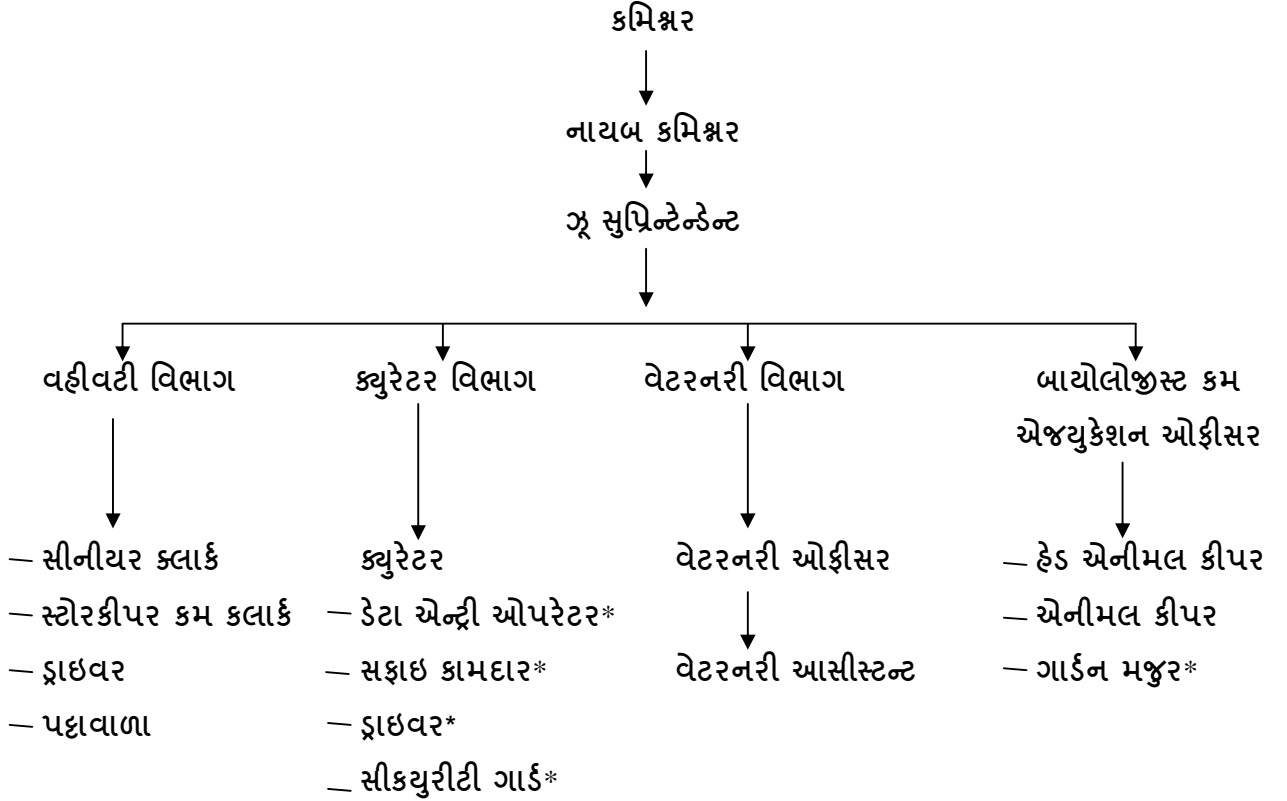 કમિશ્નર
નાયબ કમિશ્નર
ઝૂ સુપ્રિન્ટેન્ડેન્ટ
વહીવટી વિભાગ
ક્યુરેટર વિભાગ
વેટરનરી વિભાગ
બાયોલોજીસ્ટ કમ
એજયુકેશન ઓફીસર
સીનીયર ક્લાર્ક
સ્ટોરકીપર કમ કલાર્ક
ડ્રાઇવર
પટ્ટાવાળા
ક્યુરેટર
ડેટા એન્ટ્રી ઓપરેટર*
સફાઇ કામદાર*
ડ્રાઇવર*
સીકયુરીટી ગાર્ડ*
વેટરનરી ઓફીસર
વેટરનરી આસીસ્ટન્ટ
હેડ એનીમલ કીપર
એનીમલ કીપર
ગાર્ડન મજુર*